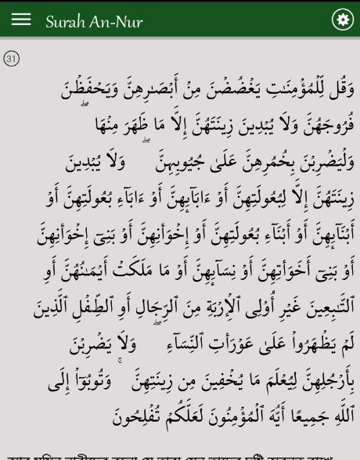 Surah An-Nur
31
وَقُل لِّلْمُؤْمِنَٰتِ يَغْضُضْنَ مِنْ أَبْصَٰرِهِنَّ وَيَحْفَظْنَ
فُرُوجَهُنَّ وَلَا يُبْدِينَ زِينَتَهُنَّ إِلَّا مَا ظَهَرَ مِنْهَا ۖ
وَلْيَضْرِبْنَ بِخُمُرِهِنَّ عَلَىٰ جُيُوبِهِنَّ ۖ وَلَا يُبْدِينَ
زِينَتَهُنَّ إِلَّا لِبُعُولَتِهِنَّ أَوْ ءَابَآئِهِنَّ أَوْ ءَابَآءِ بُعُولَتِهِنَّ أَوْ
أَبْنَآئِهِنَّ أَوْ أَبْنَآءِ بُعُولَتِهِنَّ أَوْ إِخْوَٰنِهِنَّ أَوْ بَنِىٓ إِخْوَٰنِهِنَّ
أَوْ بَنِىٓ أَخَوَٰتِهِنَّ أَوْ نِسَآئِهِنَّ أَوْ مَا مَلَكَتْ أَيْمَٰنُهُنَّ أَوِ
ٱلتَّٰبِعِينَ غَيْرِ أُو۟لِى ٱلْإِرْبَةِ مِنَ ٱلرِّجَالِ أَوِ ٱلطِّفْلِ ٱلَّذِينَ
لَمْ يَظْهَرُوا۟ عَلَىٰ عَوْرَٰتِ ٱلنِّسَآءِ ۖ وَلَا يَضْرِبْنَ
بِأَرْجُلِهِنَّ لِيُعْلَمَ مَا يُخْفِينَ مِن زِينَتِهِنَّ ۚ وَتُوبُوٓا۟ إِلَى
ٱللَّهِ جَمِيعًا أَيُّهَ ٱلْمُؤْمِنُونَ لَعَلَّكُمْ تُفْلِحُونَ